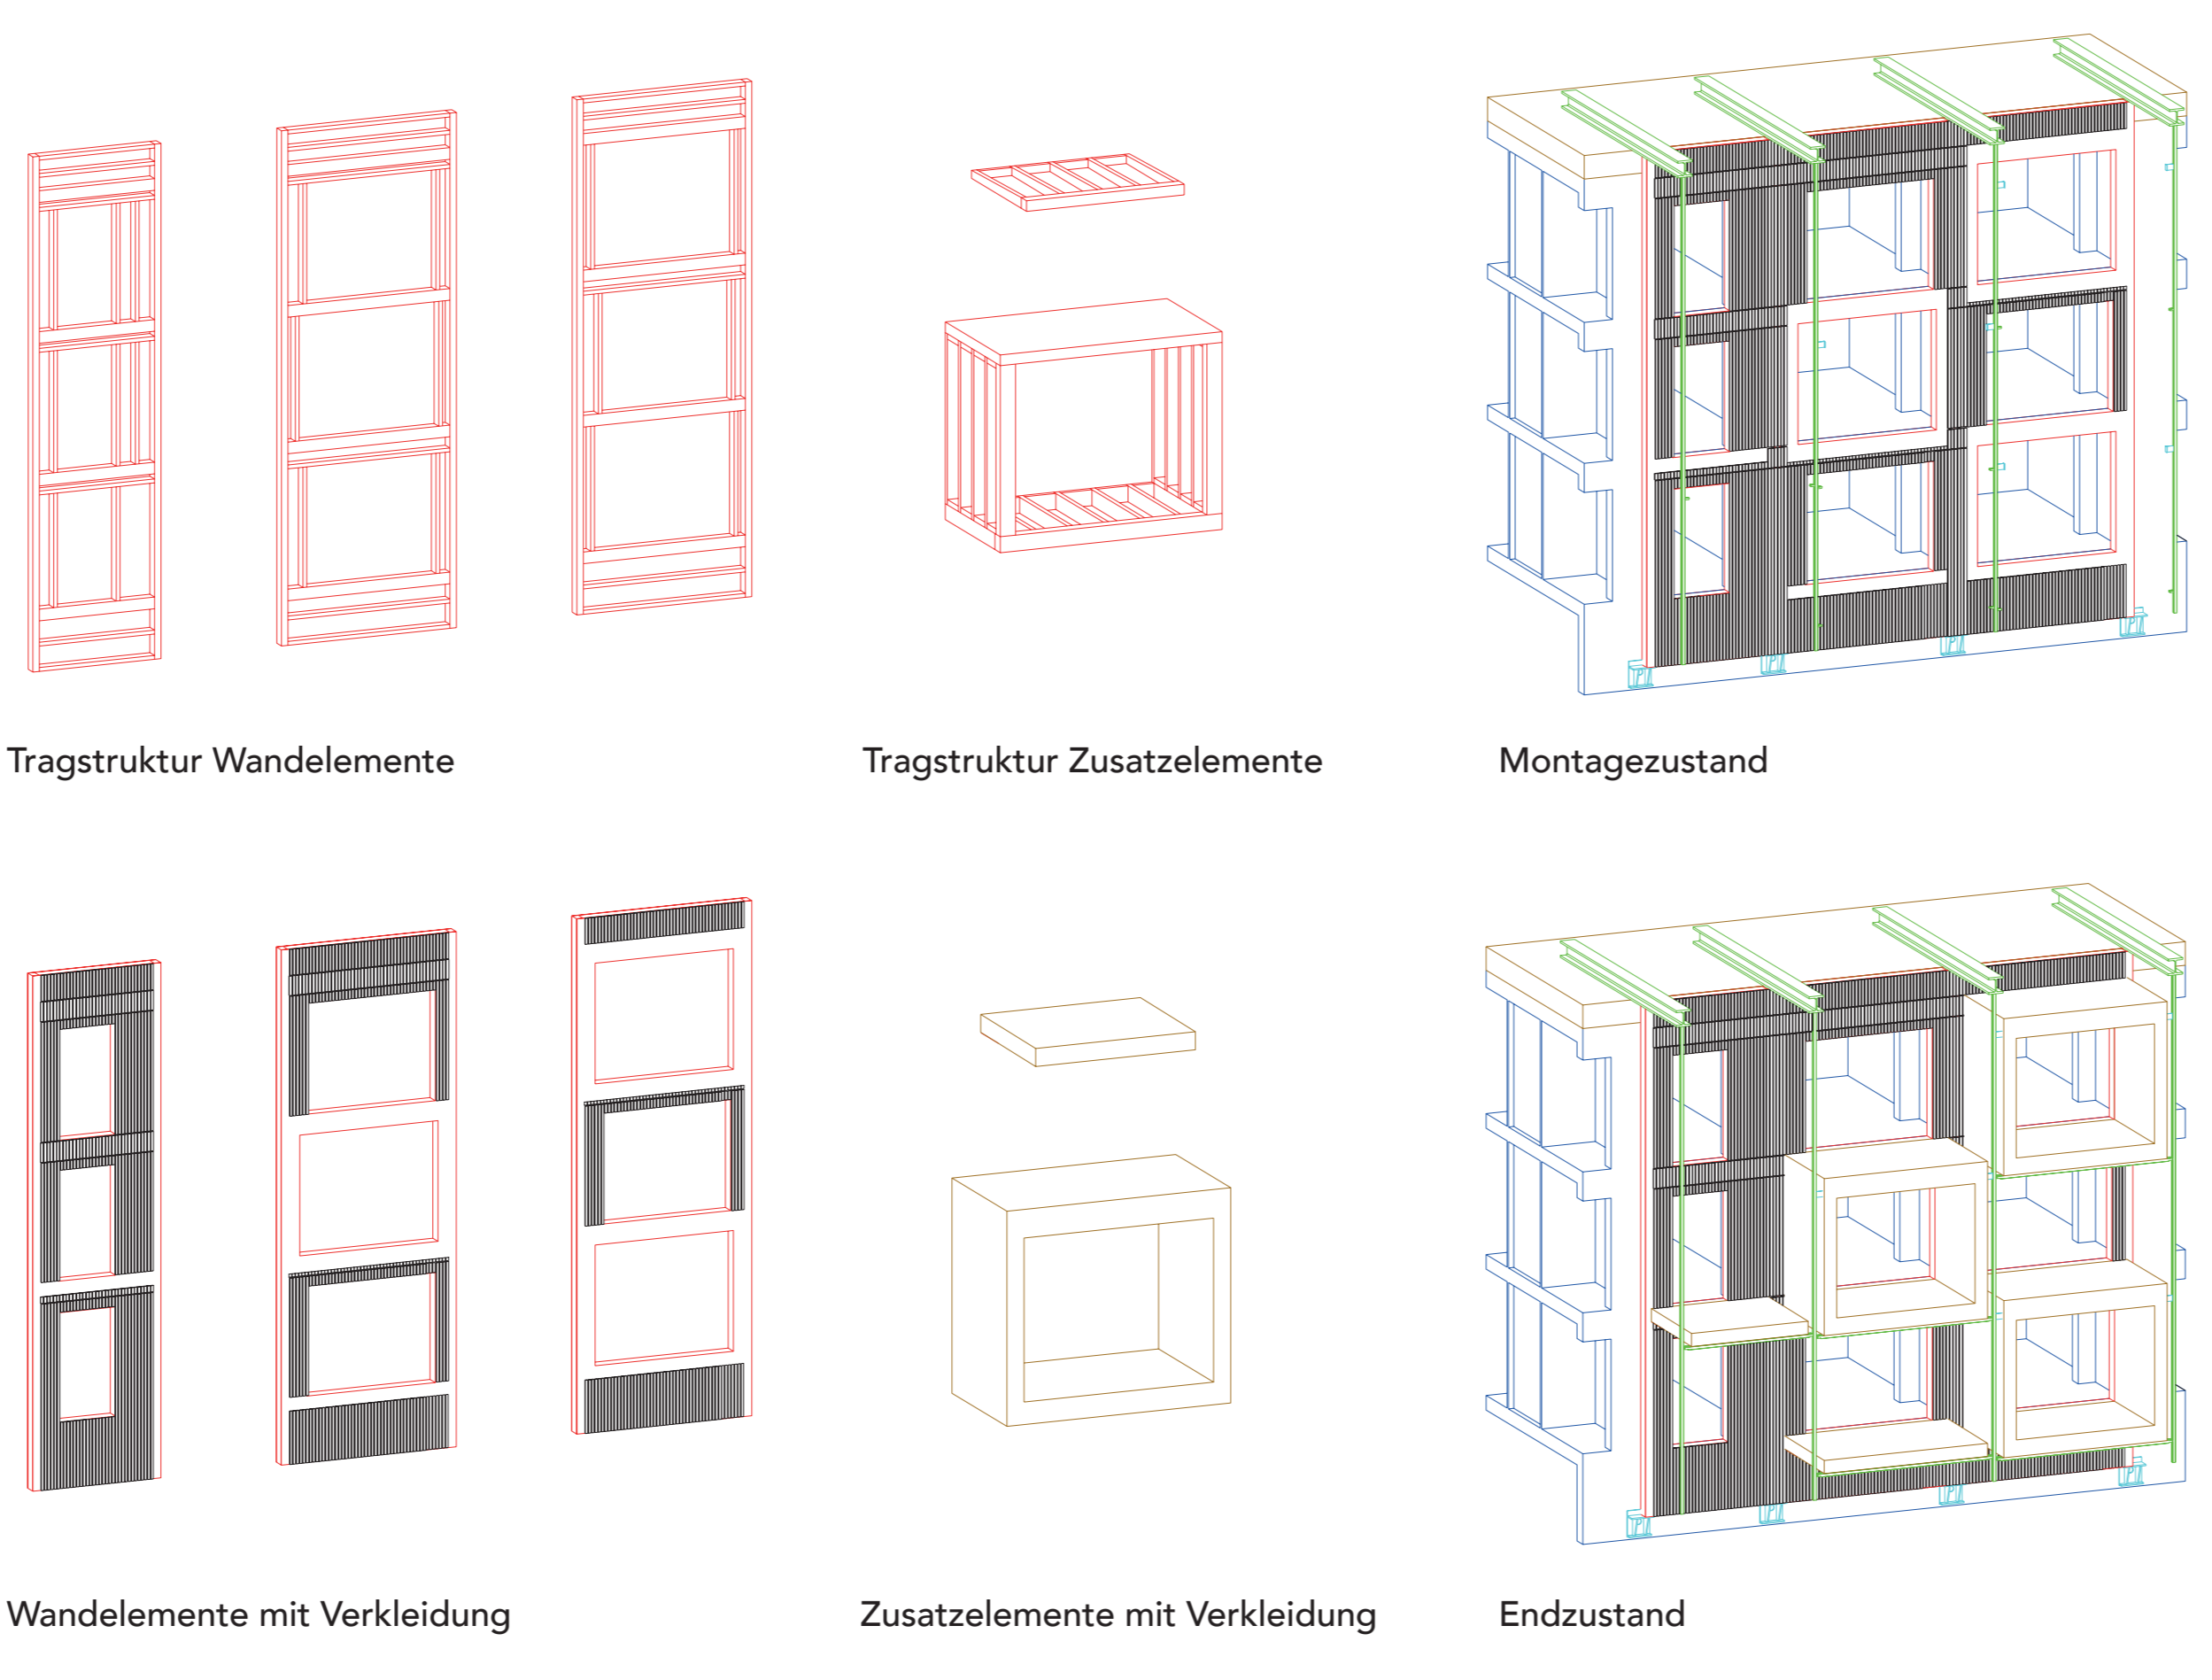 Tragstruktur Wandelemente
Tragstruktur Zusatzelemente
Montagezustand
Wandelemente mit Verkleidung
Zusatzelemente mit Verkleidung
Endzustand